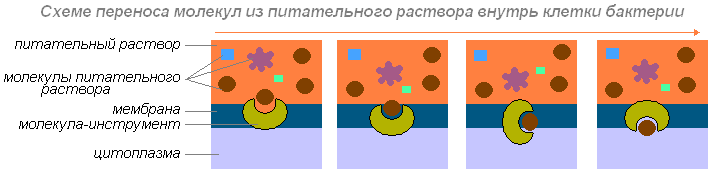 Схеме переноса молекул из питательного раствора внутрь клетки бактерии
питательный раствор
молекулы питательного
раствора
мембрана
молекула-инструмент
цитоплазма